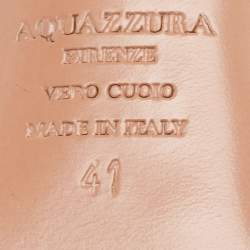 AQUAZZURA
FIRENZE
VERO CUOIO
MADE IN ITALY
41